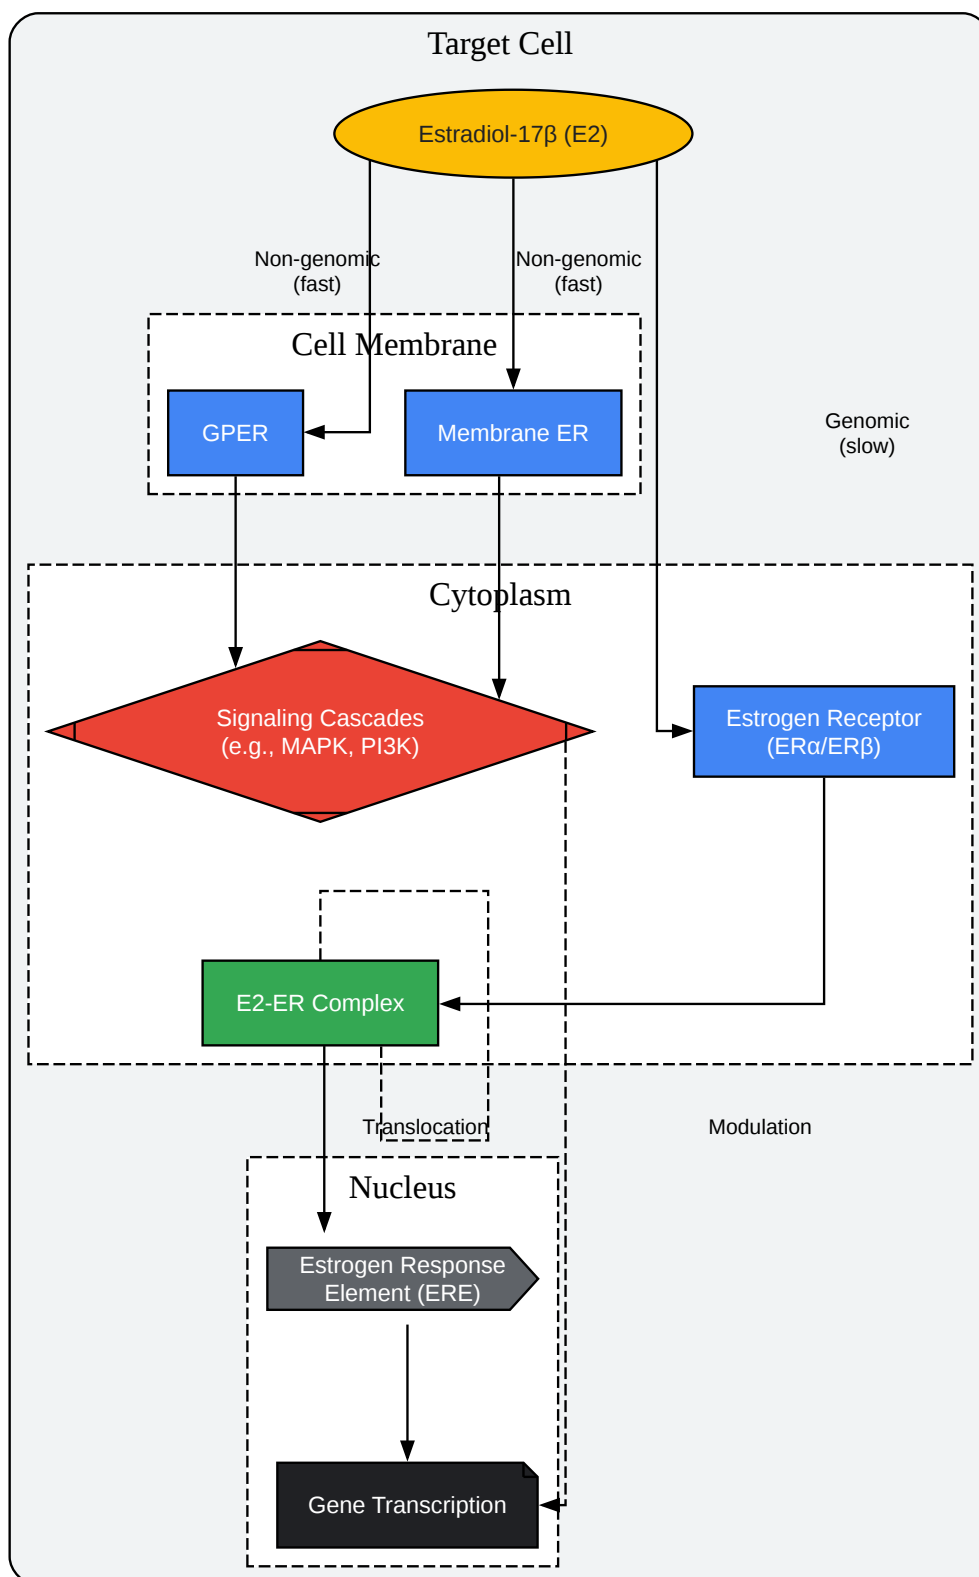 Target Cell
Estradiol-17β (E2)
Non-genomic
(fast)
Non-genomic
(fast)
Cell Membrane
GPER
Membrane ER
Genomic
(slow)
Cytoplasm
Signaling Cascades
(e.g., MAPK, PI3K)
Estrogen Receptor
(ERα/ERβ)
E2-ER Complex
Translocation
Modulation
Nucleus
Estrogen Response
Element (ERE)
Gene Transcription